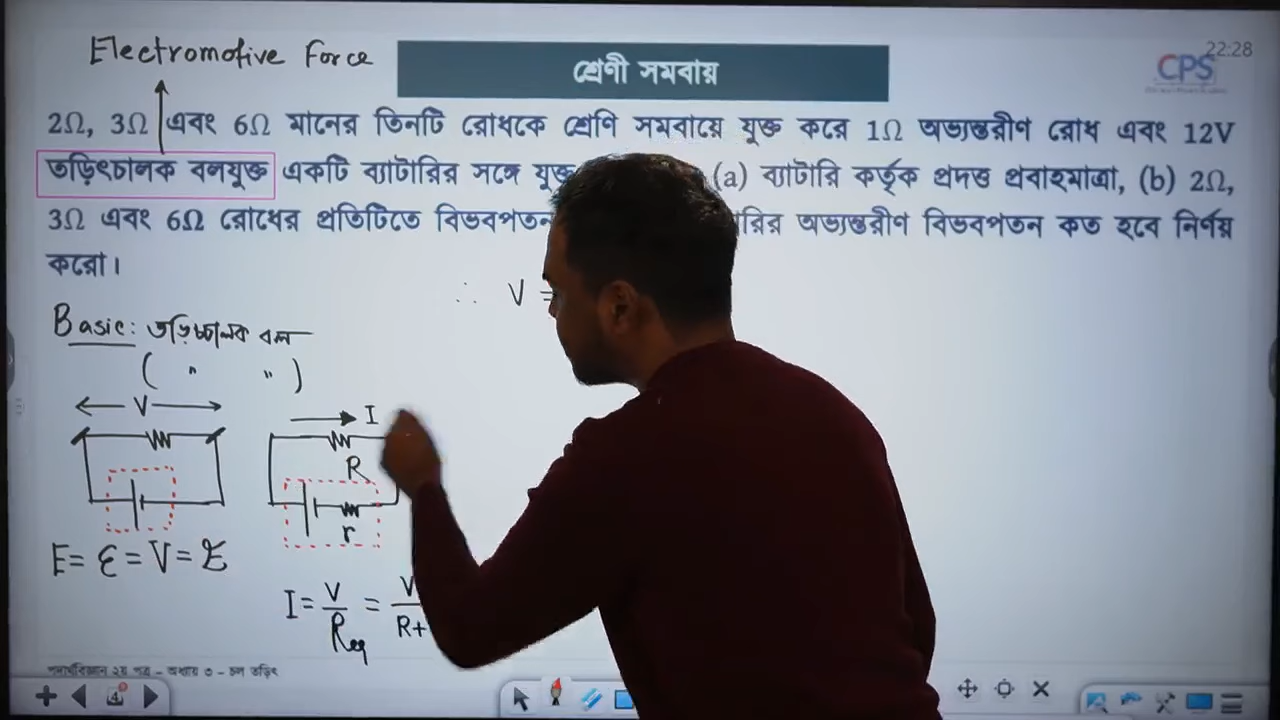 Electromotive Force
শ্রেণী সমবায়
CPS
22:28
2Ω, 3Ω এবং 6Ω মানের তিনটি রোধকে শ্রেণি সমবায়ে যুক্ত করে 1Ω অভ্যন্তরীণ রোধ এবং 12V
তড়িৎচালক বলযুক্ত একটি ব্যাটারির সঙ্গে যুক্ত (a) ব্যাটারি কর্তৃক প্রদত্ত প্রবাহমাত্রা, (b) 2Ω,
3Ω এবং 6Ω রোধের প্রতিটিতে বিভবপতন অভ্যন্তরীণ বিভবপতন কত হবে নির্ণয়
করো।
∴ V =
Basic: তড়িচ্চালক বল
( " " )
V
I
R
r
E = ε = V = Ɛ
I = V/Req = V/R+
পদার্থবিজ্ঞান ২য় পত্র - অধ্যায় ৩ - চল তড়িৎ